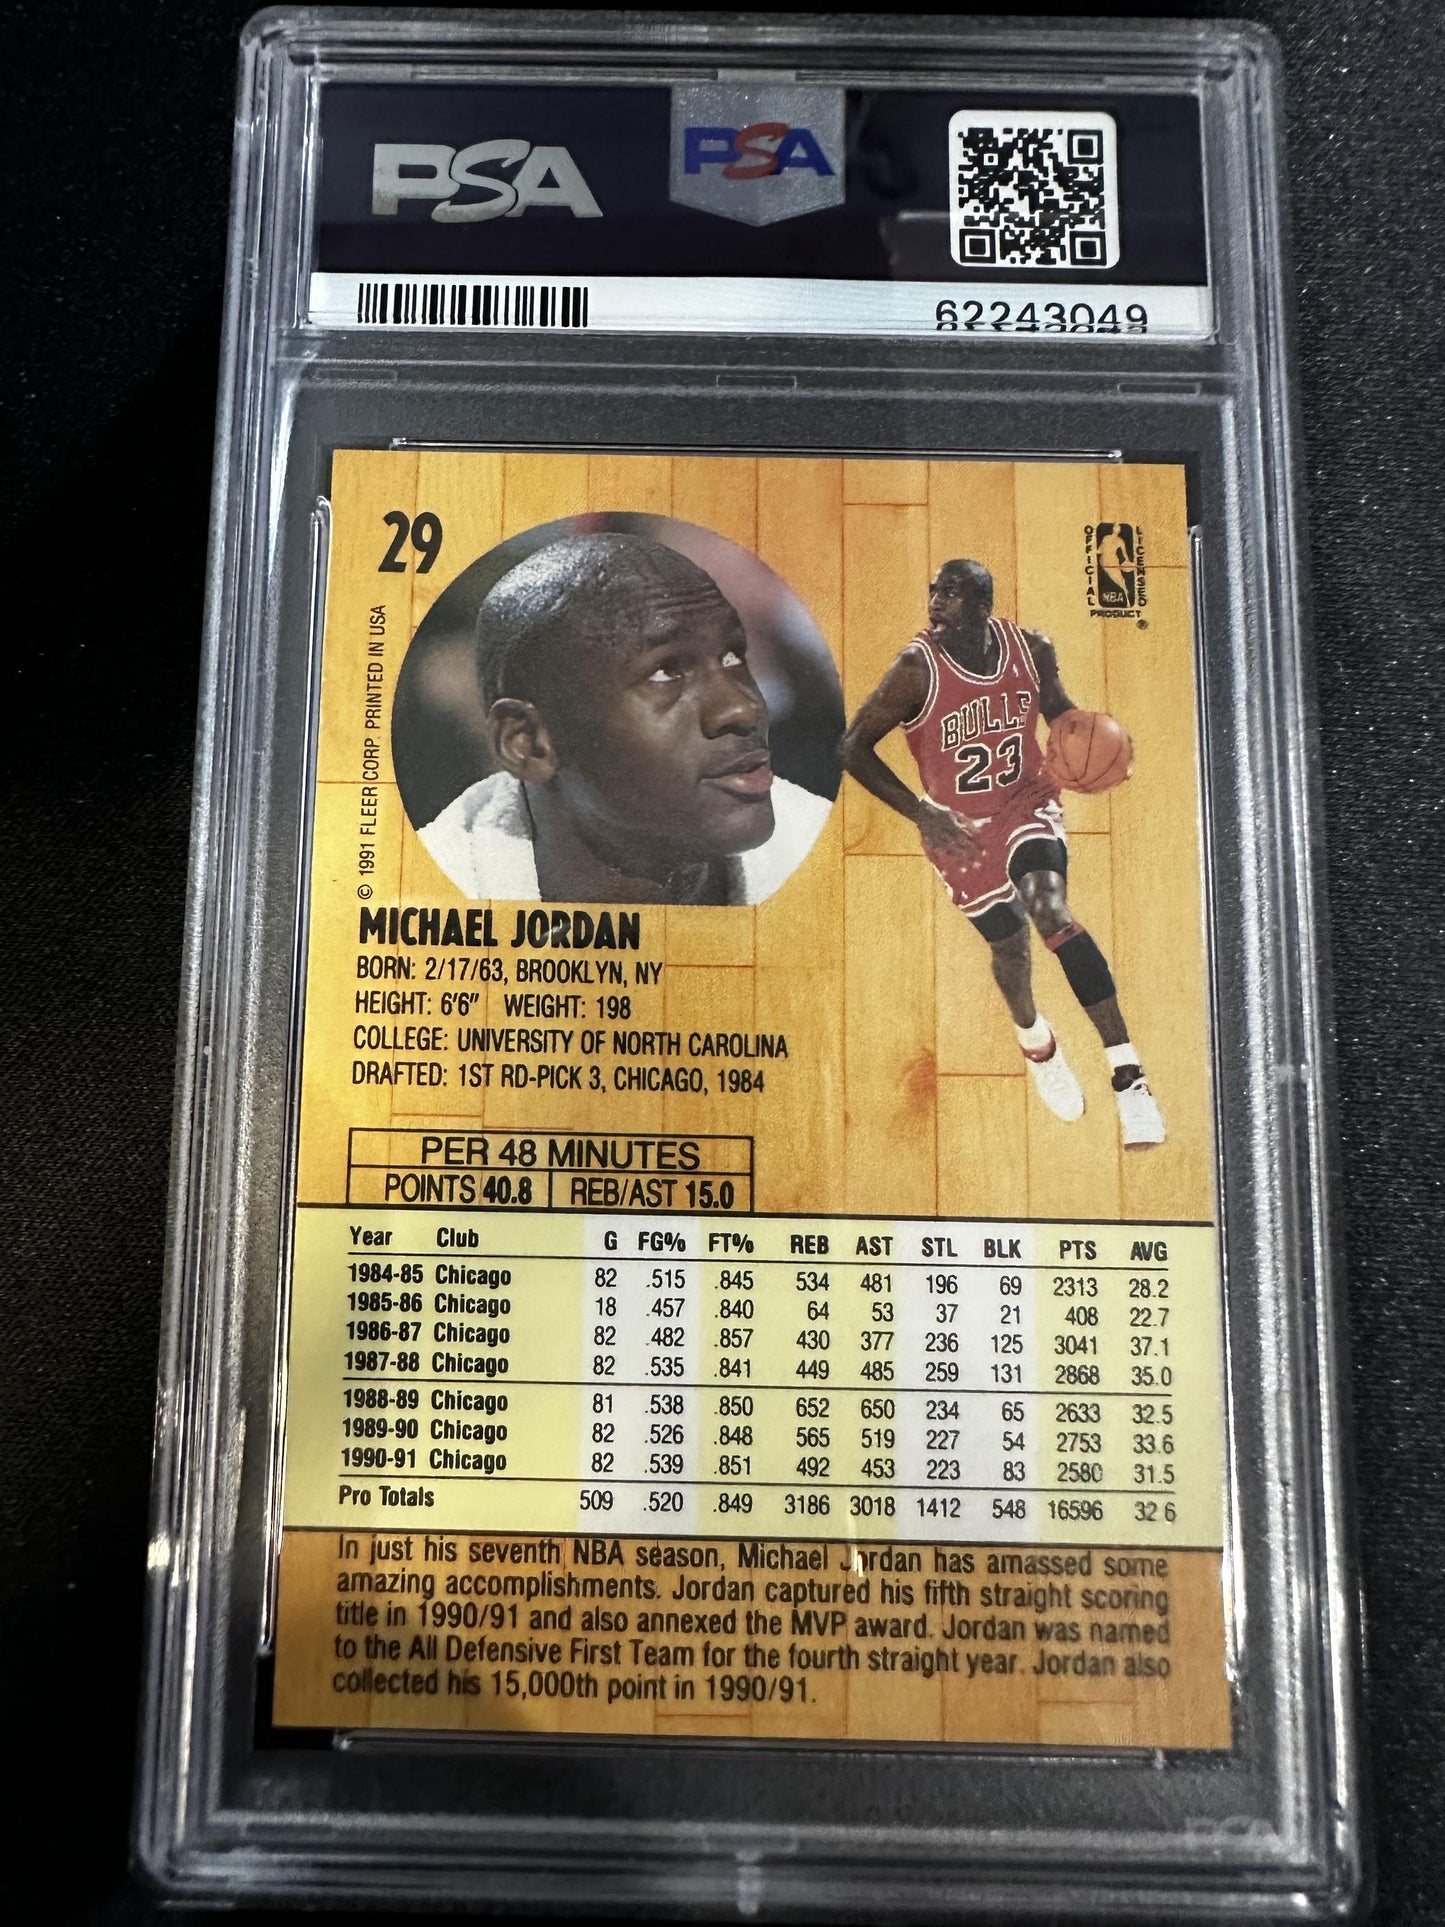 PSA
PSA
62243049
29
OFFICIAL LICENSED
NBA
PRODUCT
®
BULLS
23
© 1991 FLEER CORP. PRINTED IN USA
MICHAEL JORDAN
BORN: 2/17/63, BROOKLYN, NY
HEIGHT: 6'6" WEIGHT: 198
COLLEGE: UNIVERSITY OF NORTH CAROLINA
DRAFTED: 1ST RD-PICK 3, CHICAGO, 1984
PER 48 MINUTES
POINTS 40.8 REB/AST 15.0
Year Club G FG% FT% REB AST STL BLK PTS AVG
1984-85 Chicago 82 .515 .845 534 481 196 69 2313 28.2
1985-86 Chicago 18 .457 .840 64 53 37 21 408 22.7
1986-87 Chicago 82 .482 .857 430 377 236 125 3041 37.1
1987-88 Chicago 82 .535 .841 449 485 259 131 2868 35.0
1988-89 Chicago 81 .538 .850 652 650 234 65 2633 32.5
1989-90 Chicago 82 .526 .848 565 519 227 54 2753 33.6
1990-91 Chicago 82 .539 .851 492 453 223 83 2580 31.5
Pro Totals 509 .520 .849 3186 3018 1412 548 16596 32.6
In just his seventh NBA season, Michael Jordan has amassed some
amazing accomplishments. Jordan captured his fifth straight scoring
title in 1990/91 and also annexed the MVP award. Jordan was named
to the All Defensive First Team for the fourth straight year. Jordan also
collected his 15,000th point in 1990/91.
PSA